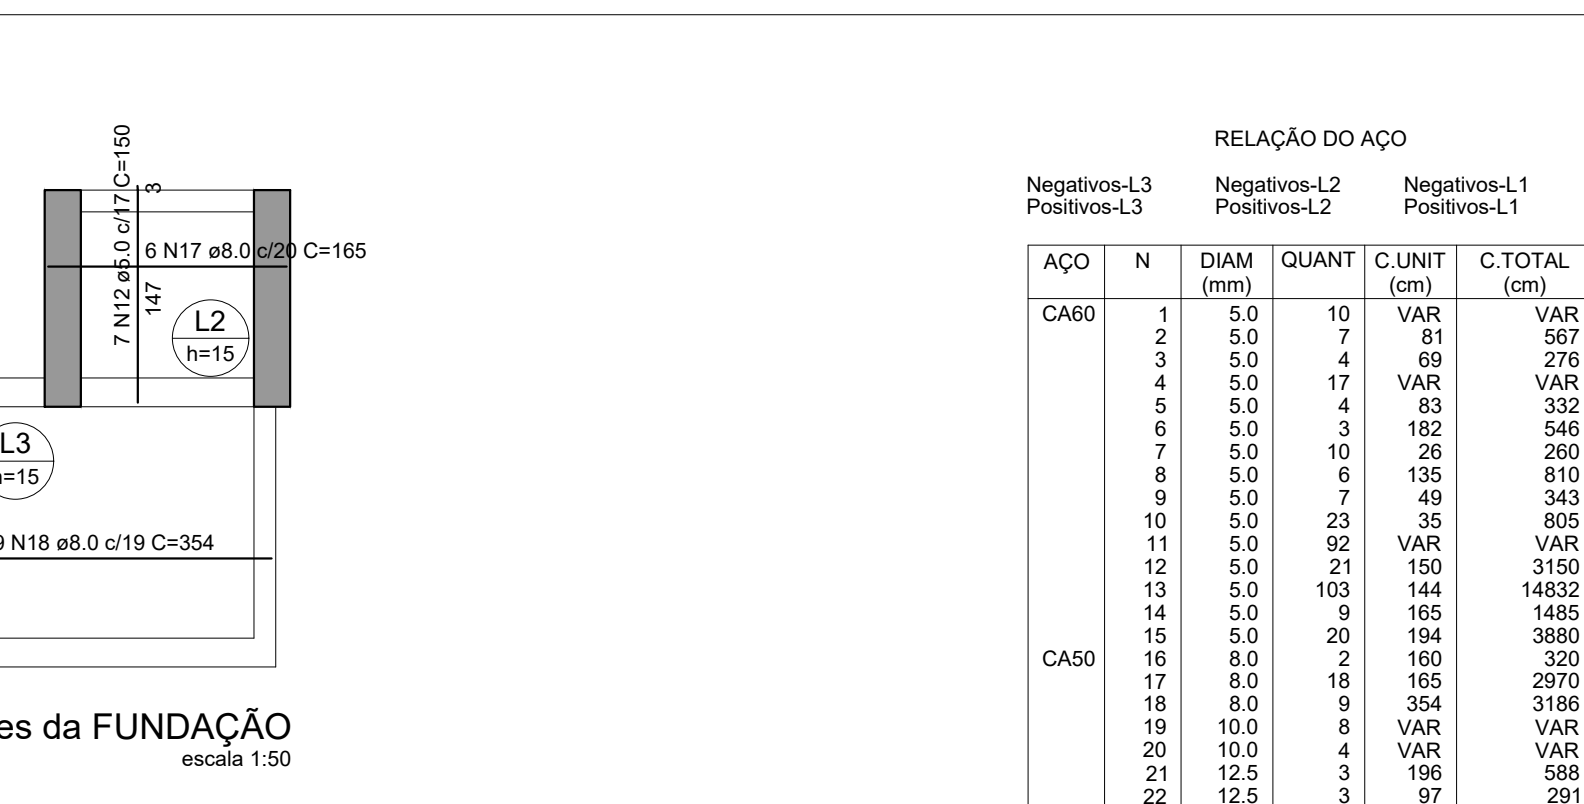 7 N12 ø5.0 c/17 C=150
3
6 N17 ø8.0 c/20 C=165
147
L2
h=15
L3
=15
9 N18 ø8.0 c/19 C=354
es da FUNDAÇÃO
escala 1:50
RELAÇÃO DO AÇO
Negativos-L3 Negativos-L2 Negativos-L1
Positivos-L3 Positivos-L2 Positivos-L1
AÇO N DIAM QUANT C.UNIT C.TOTAL
(mm) (cm) (cm)
CA60 1 5.0 10 VAR VAR
2 5.0 7 81 567
3 5.0 4 69 276
4 5.0 17 VAR VAR
5 5.0 4 83 332
6 5.0 3 182 546
7 5.0 10 26 260
8 5.0 6 135 810
9 5.0 7 49 343
10 5.0 23 35 805
11 5.0 92 VAR VAR
12 5.0 21 150 3150
13 5.0 103 144 14832
14 5.0 9 165 1485
15 5.0 20 194 3880
CA50 16 8.0 2 160 320
17 8.0 18 165 2970
18 8.0 9 354 3186
19 10.0 8 VAR VAR
20 10.0 4 VAR VAR
21 12.5 3 196 588
22 12.5 3 97 291